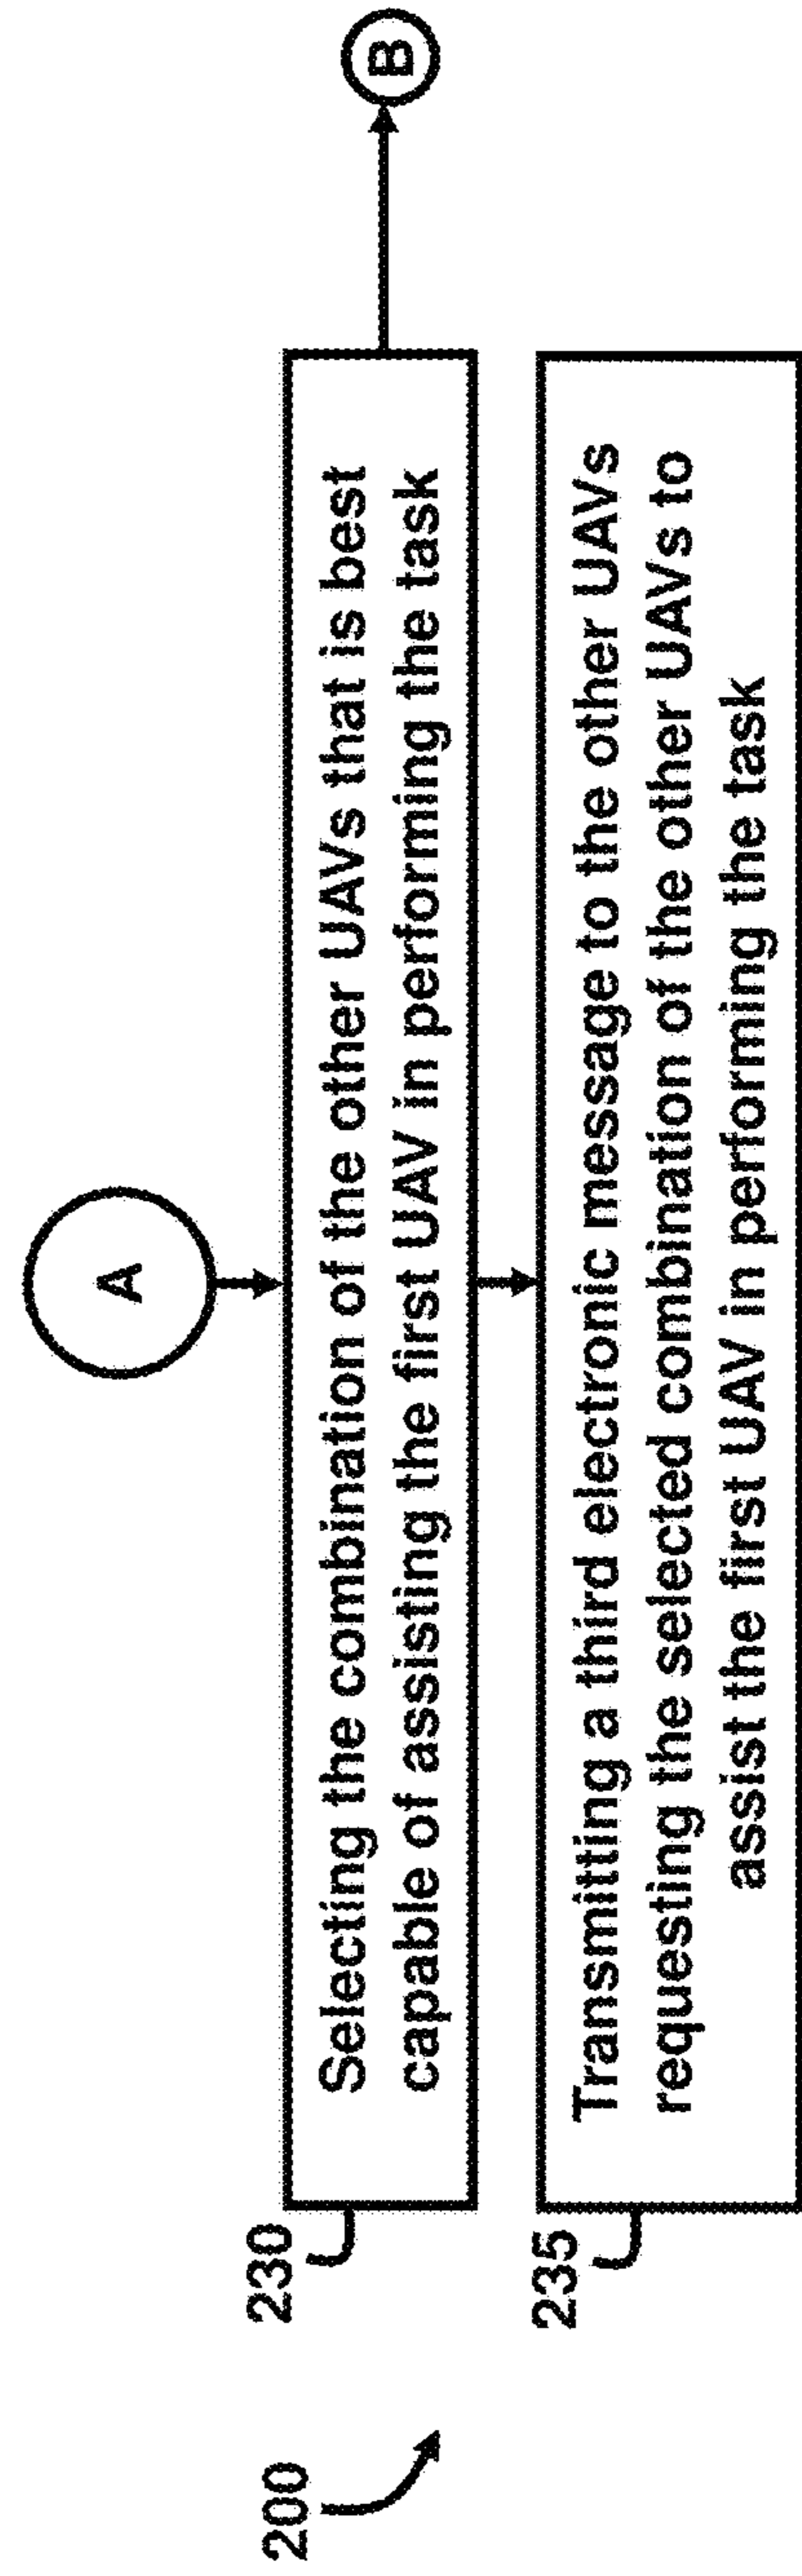 200
A
230
Selecting the combination of the other UAVs that is best
capable of assisting the first UAV in performing the task
B
235
Transmitting a third electronic message to the other UAVs
requesting the selected combination of the other UAVs to
assist the first UAV in performing the task